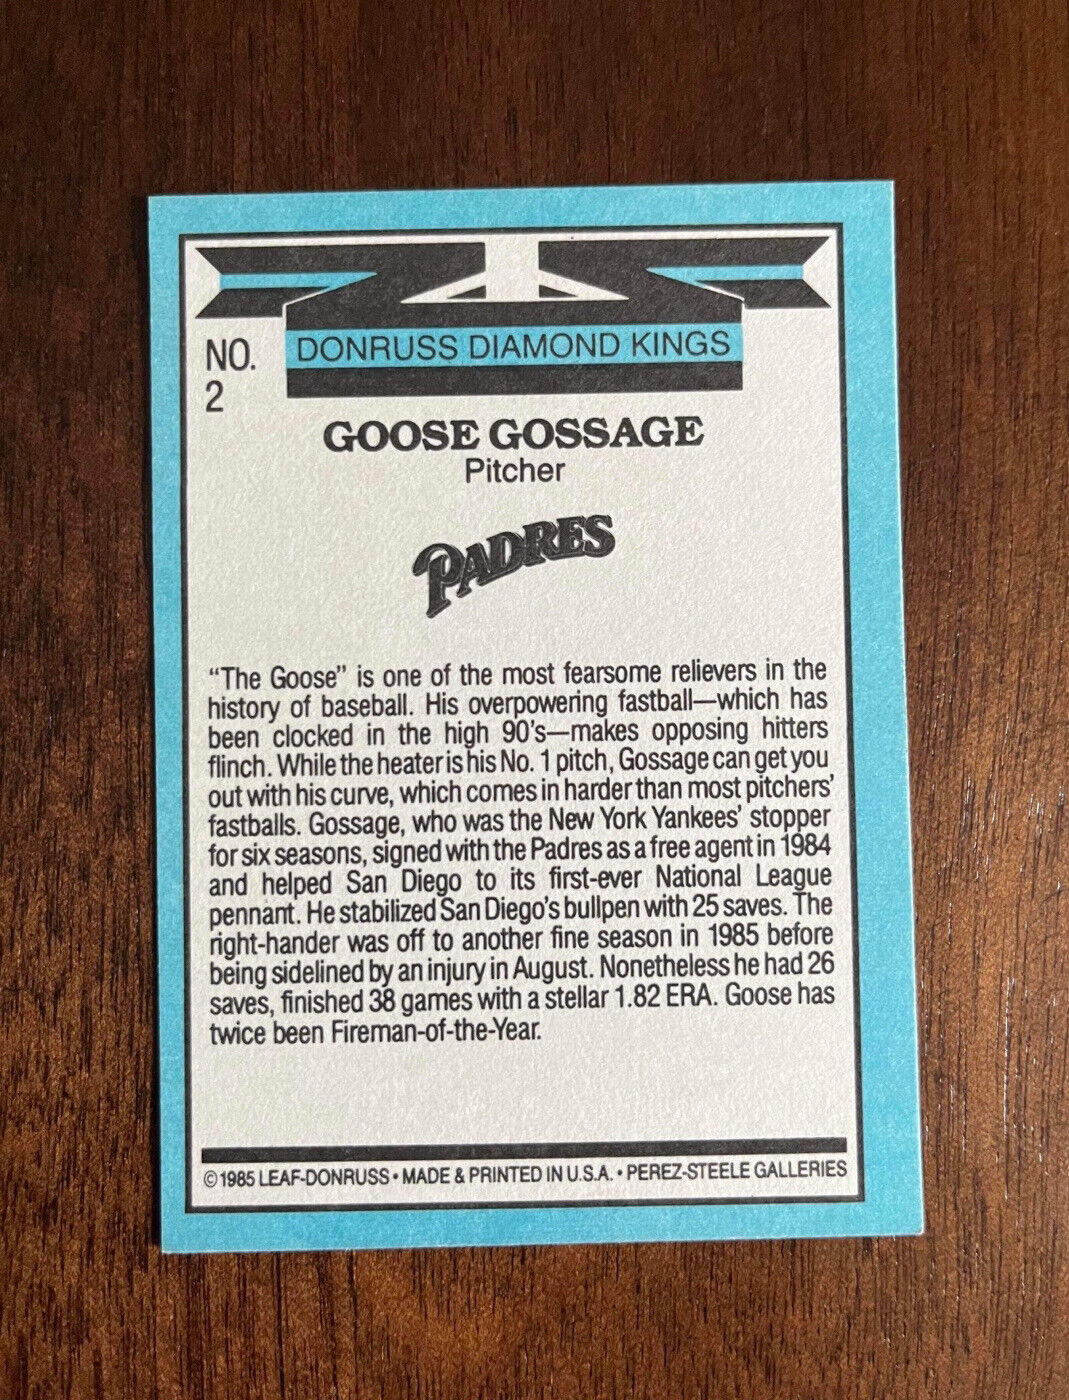 NO.
2
DONRUSS DIAMOND KINGS
GOOSE GOSSAGE
Pitcher
PADRES
“The Goose” is one of the most fearsome relievers in the
history of baseball. His overpowering fastball—which has
been clocked in the high 90’s—makes opposing hitters
flinch. While the heater is his No. 1 pitch, Gossage can get you
out with his curve, which comes in harder than most pitchers’
fastballs. Gossage, who was the New York Yankees’ stopper
for six seasons, signed with the Padres as a free agent in 1984
and helped San Diego to its first-ever National League
pennant. He stabilized San Diego’s bullpen with 25 saves. The
right-hander was off to another fine season in 1985 before
being sidelined by an injury in August. Nonetheless he had 26
saves, finished 38 games with a stellar 1.82 ERA. Goose has
twice been Fireman-of-the-Year.
© 1985 LEAF-DONRUSS • MADE & PRINTED IN U.S.A. • PEREZ-STEELE GALLERIES